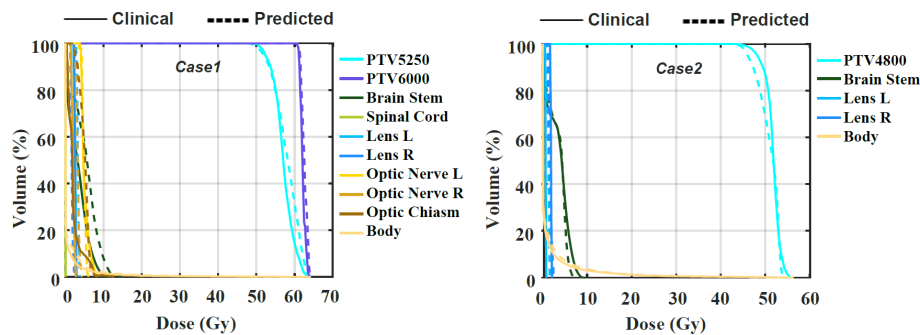 Clinical Predicted
100
80
60
40
20
0
Volume (%)
Case1
0 10 20 30 40 50 60 70
Dose (Gy)
PTV5250
PTV6000
Brain Stem
Spinal Cord
Lens L
Lens R
Optic Nerve L
Optic Nerve R
Optic Chiasm
Body
Clinical Predicted
100
80
60
40
20
0
Volume (%)
Case2
0 10 20 30 40 50 60
Dose (Gy)
PTV4800
Brain Stem
Lens L
Lens R
Body